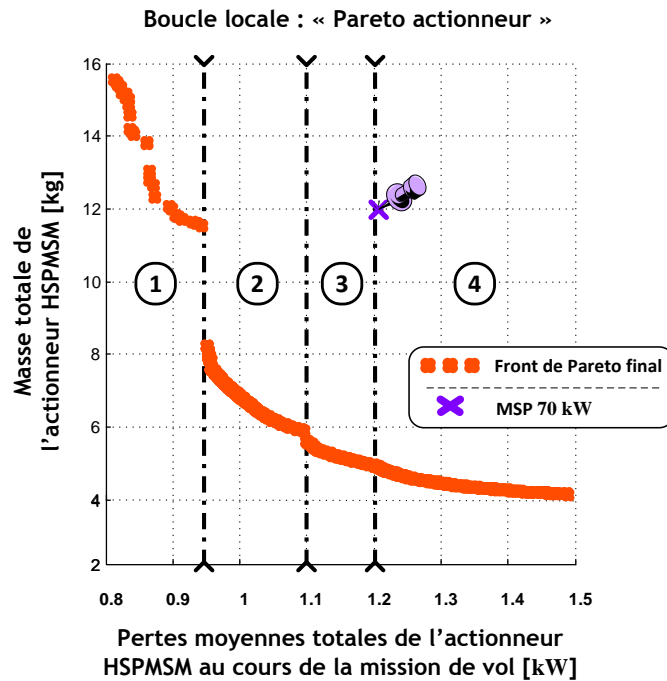 Boucle locale : « Pareto actionneur »
Masse totale de
l'actionneur HSPMSM [kg]
16
14
12
10
8
6
4
2
1
2
3
4
Front de Pareto final
MSP 70 kW
0.8 0.9 1 1.1 1.2 1.3 1.4 1.5
Pertes moyennes totales de l'actionneur
HSPMSM au cours de la mission de vol [kW]